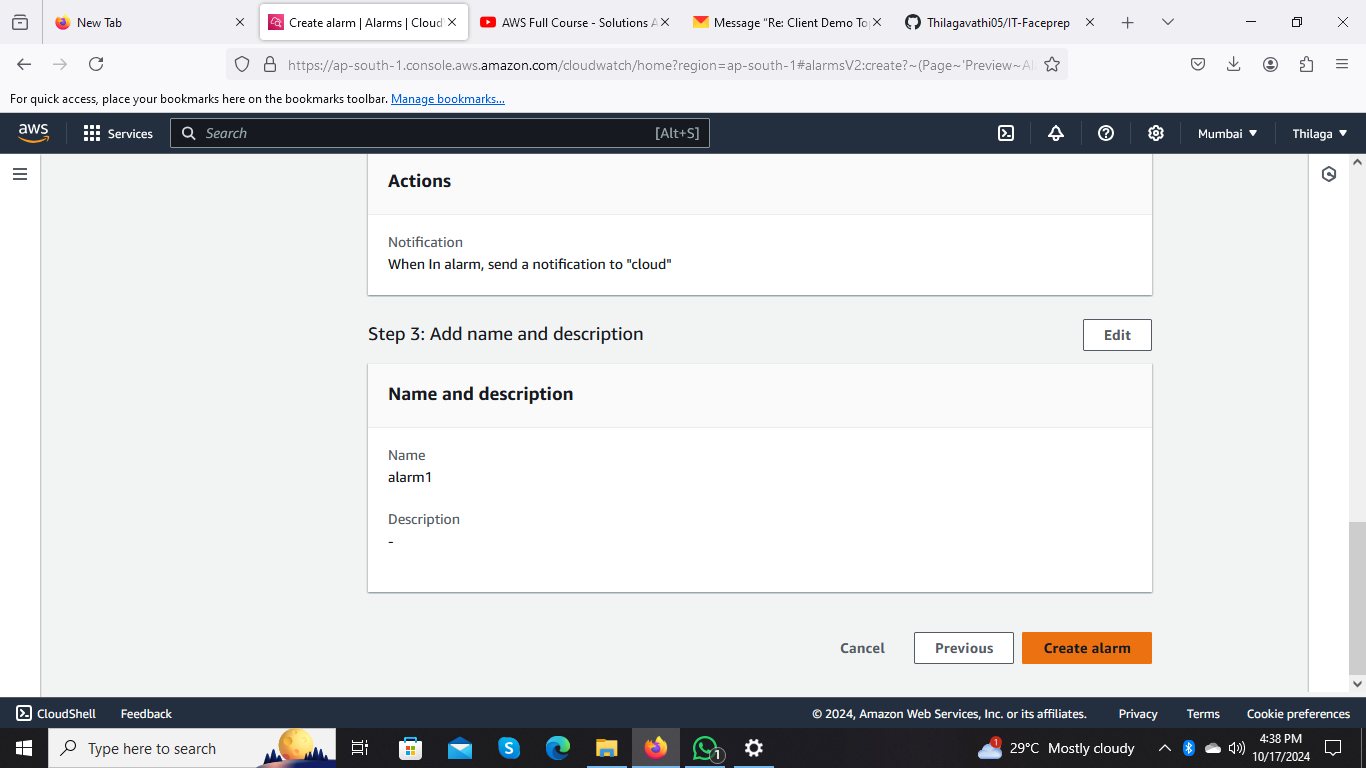 New Tab
Create alarm | Alarms | Cloud
AWS Full Course - Solutions A
Message "Re: Client Demo To
Thilagavathi05/IT-Faceprep
https://ap-south-1.console.aws.amazon.com/cloudwatch/home?region=ap-south-1#alarmsV2:create?~(Page~'Preview~Al
For quick access, place your bookmarks here on the bookmarks toolbar. Manage bookmarks...
aws
Services
Search
[Alt+S]
Mumbai
Thilaga
Actions
Notification
When In alarm, send a notification to "cloud"
Step 3: Add name and description
Edit
Name and description
Name
alarm1
Description
-
Cancel
Previous
Create alarm
CloudShell
Feedback
© 2024, Amazon Web Services, Inc. or its affiliates.
Privacy
Terms
Cookie preferences
Type here to search
1
1
29°C Mostly cloudy
4:38 PM
10/17/2024